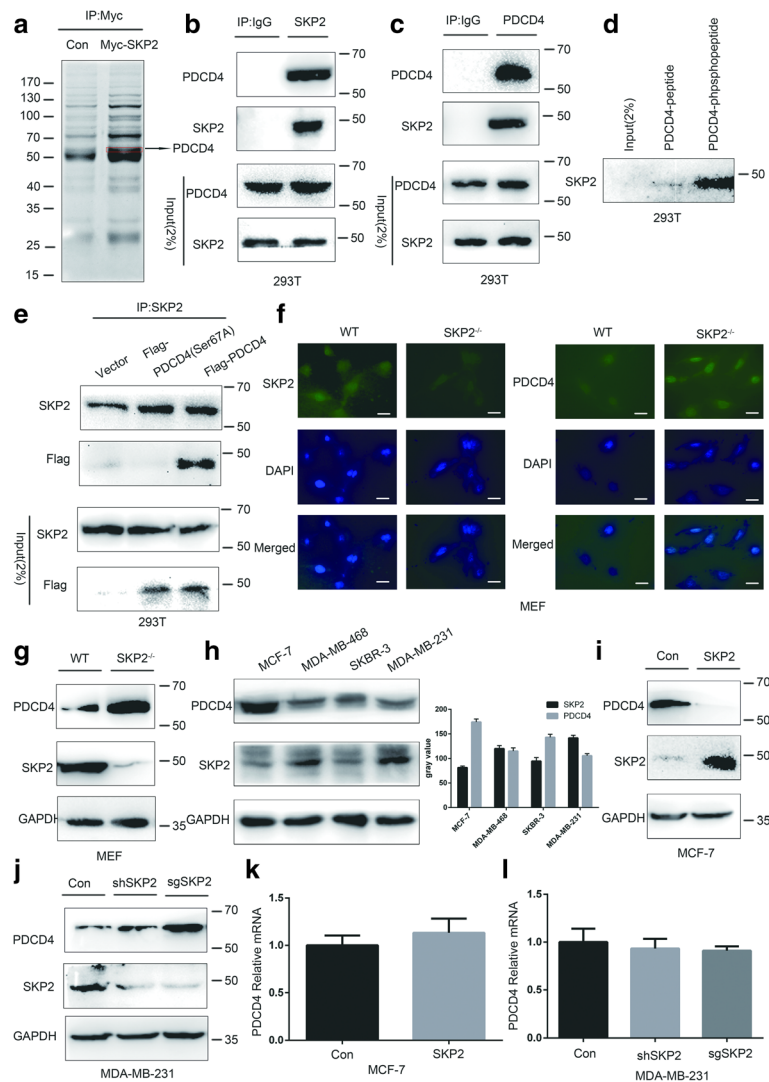 a
IP:Myc
Con Myc-SKP2
170
130
100
70
50
40
35
25
15
PDCD4
b
IP:IgG SKP2
PDCD4
70
50
SKP2
50
Input(2%)
PDCD4
70
50
SKP2
50
293T
c
IP:IgG PDCD4
PDCD4
70
50
SKP2
50
Input(2%)
PDCD4
70
50
SKP2
50
293T
d
Input(2%)
PDCD4-peptide
PDCD4-phpsphopeptide
SKP2
50
293T
e
IP:SKP2
Vector
Flag-
PDCD4(Ser67A)
Flag-PDCD4
SKP2
70
50
Flag
50
Input(2%)
SKP2
70
50
Flag
50
293T
f
WT SKP2-/-
SKP2
DAPI
Merged
WT SKP2-/-
PDCD4
DAPI
Merged
MEF
g
WT SKP2-/-
PDCD4
70
50
SKP2
50
GAPDH
35
MEF
h
MCF-7
MDA-MB-468
SKBR-3
MDA-MB-231
PDCD4
SKP2
GAPDH
SKP2
PDCD4
gray value
200
150
100
50
0
MCF-7
MDA-MB-468
SKBR-3
MDA-MB-231
i
Con SKP2
PDCD4
70
50
SKP2
50
GAPDH
35
MCF-7
j
Con shSKP2 sgSKP2
PDCD4
70
50
SKP2
50
GAPDH
35
MDA-MB-231
k
PDCD4 Relative mRNA
1.5
1.0
0.5
0.0
Con SKP2
MCF-7
l
PDCD4 Relative mRNA
1.5
1.0
0.5
0.0
Con shSKP2 sgSKP2
MDA-MB-231